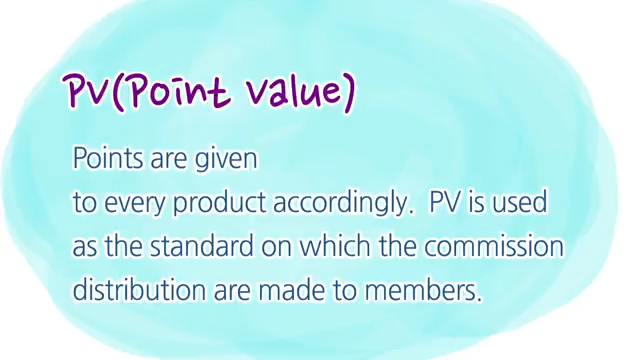 PV(Point value)
Points are given
to every product accordingly.  PV is used
as the standard on which the commission
distribution are made to members.